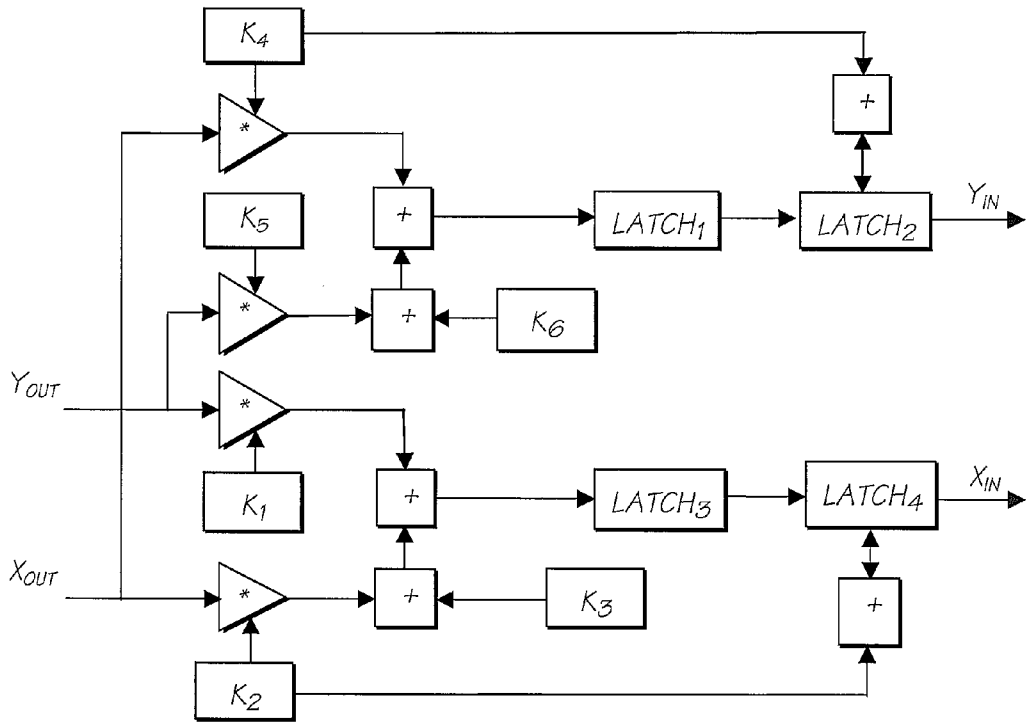 K4
*
+
K5
+
LATCH1
LATCH2
YIN
*
+
K6
YOUT
*
K1
+
LATCH3
LATCH4
XIN
XOUT
*
+
K3
+
K2